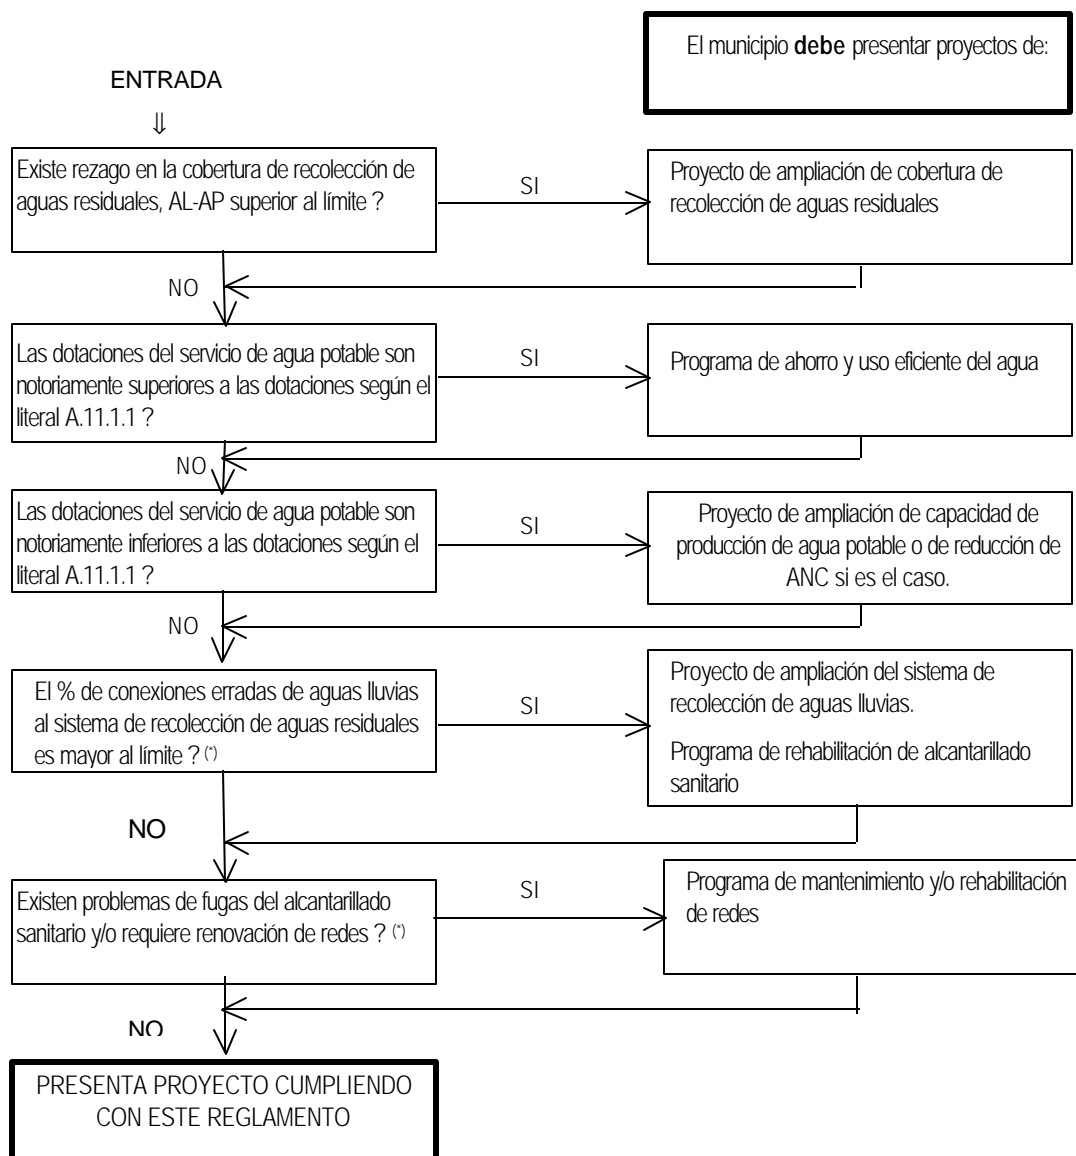 El municipio debe presentar proyectos de:
ENTRADA
⇓
Existe rezago en la cobertura de recolección de
aguas residuales, AL-AP superior al límite ?
SI
Proyecto de ampliación de cobertura de
recolección de aguas residuales
NO
Las dotaciones del servicio de agua potable son
notoriamente superiores a las dotaciones según el
literal A.11.1.1 ?
SI
Programa de ahorro y uso eficiente del agua
NO
Las dotaciones del servicio de agua potable son
notoriamente inferiores a las dotaciones según el
literal A.11.1.1 ?
SI
Proyecto de ampliación de capacidad de
producción de agua potable o de reducción de
ANC si es el caso.
NO
El % de conexiones erradas de aguas lluvias
al sistema de recolección de aguas residuales
es mayor al límite ? (*)
SI
Proyecto de ampliación del sistema de
recolección de aguas lluvias.
Programa de rehabilitación de alcantarillado
sanitario
NO
Existen problemas de fugas del alcantarillado
sanitario y/o requiere renovación de redes ? (*)
SI
Programa de mantenimiento y/o rehabilitación
de redes
NO
PRESENTA PROYECTO CUMPLIENDO
CON ESTE REGLAMENTO